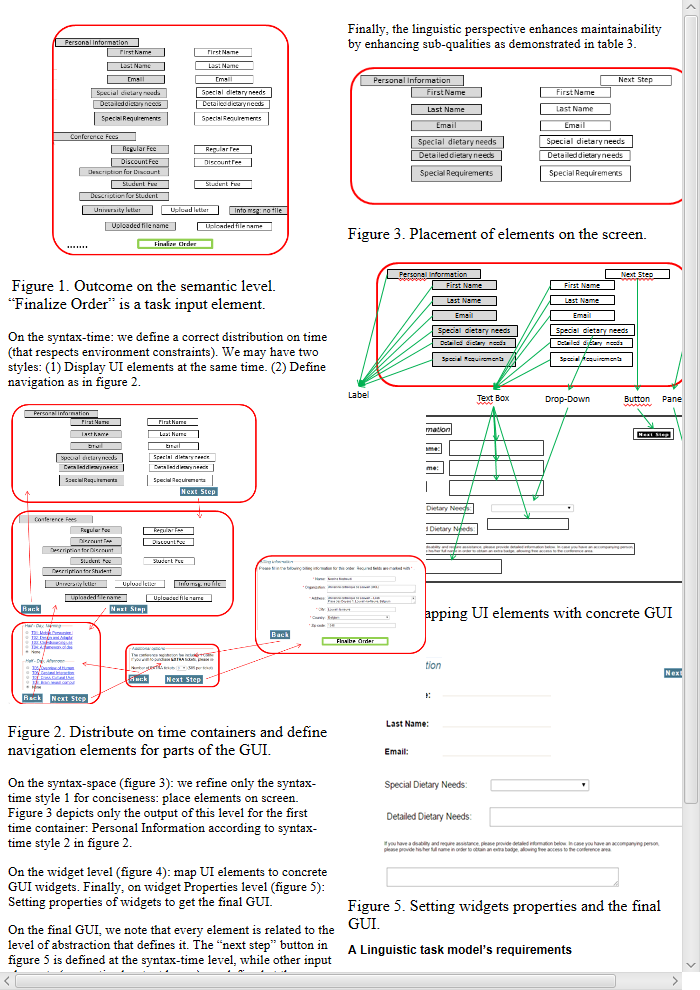 Personal Information
First Name First Name
Last Name Last Name
Email Email
Special dietary needs Special dietary needs
Detailed dietary needs Detailed dietary needs
Special Requirements Special Requirements
Conference Fees
Regular Fee Regular Fee
Discount Fee Discount Fee
Description for Discount
Student Fee Student Fee
Description for Student
University letter Upload letter Info msg: no file
Uploaded file name Uploaded file name
.......
Finalize Order
Figure 1. Outcome on the semantic level.
“Finalize Order” is a task input element.
On the syntax-time: we define a correct distribution on time
(that respects environment constraints). We may have two
styles: (1) Display UI elements at the same time. (2) Define
navigation as in figure 2.
Personal Information
First Name First Name
Last Name Last Name
Email Email
Special dietary needs Special dietary needs
Detailed dietary needs Detailed dietary needs
Special Requirements Special Requirements
Next Step
Conference Fees
Regular Fee Regular Fee
Discount Fee Discount Fee
Description for Discount
Student Fee Student Fee
Description for Student
University letter Upload letter Info msg: no file
Uploaded file name Uploaded file name
Back Next Step
Back Next Step
Additional options
Back Next Step
Billing information
Back
Finalize Order
Figure 2. Distribute on time containers and define
navigation elements for parts of the GUI.
On the syntax-space (figure 3): we refine only the syntax-
time style 1 for conciseness: place elements on screen.
Figure 3 depicts only the output of this level for the first
time container: Personal Information according to syntax-
time style 2 in figure 2.
On the widget level (figure 4): map UI elements to concrete
GUI widgets. Finally, on widget Properties level (figure 5):
Setting properties of widgets to get the final GUI.
On the final GUI, we note that every element is related to the
level of abstraction that defines it. The “next step” button in
figure 5 is defined at the syntax-time level, while other input
Finally, the linguistic perspective enhances maintainability
by enhancing sub-qualities as demonstrated in table 3.
Personal Information Next Step
First Name First Name
Last Name Last Name
Email Email
Special dietary needs Special dietary needs
Detailed dietary needs Detailed dietary needs
Special Requirements Special Requirements
Figure 3. Placement of elements on the screen.
Personal Information Next Step
First Name First Name
Last Name Last Name
Email Email
Special dietary needs Special dietary needs
Detailed dietary needs Detailed dietary needs
Special Requirements Special Requirements
Label Text Box Drop-Down Button Pane
mation
Next Step
me:
me:
Dietary Needs:
d Dietary Needs:
apping UI elements with concrete GUI
tion
Next
Last Name:
Email:
Special Dietary Needs:
Detailed Dietary Needs:
If you have a disability and require assistance, please provide detailed information below. In case you have an accompanying person,
please provide his/her full name in order to obtain an extra badge, allowing free access to the conference area.
Figure 5. Setting widgets properties and the final
GUI.
A Linguistic task model’s requirements